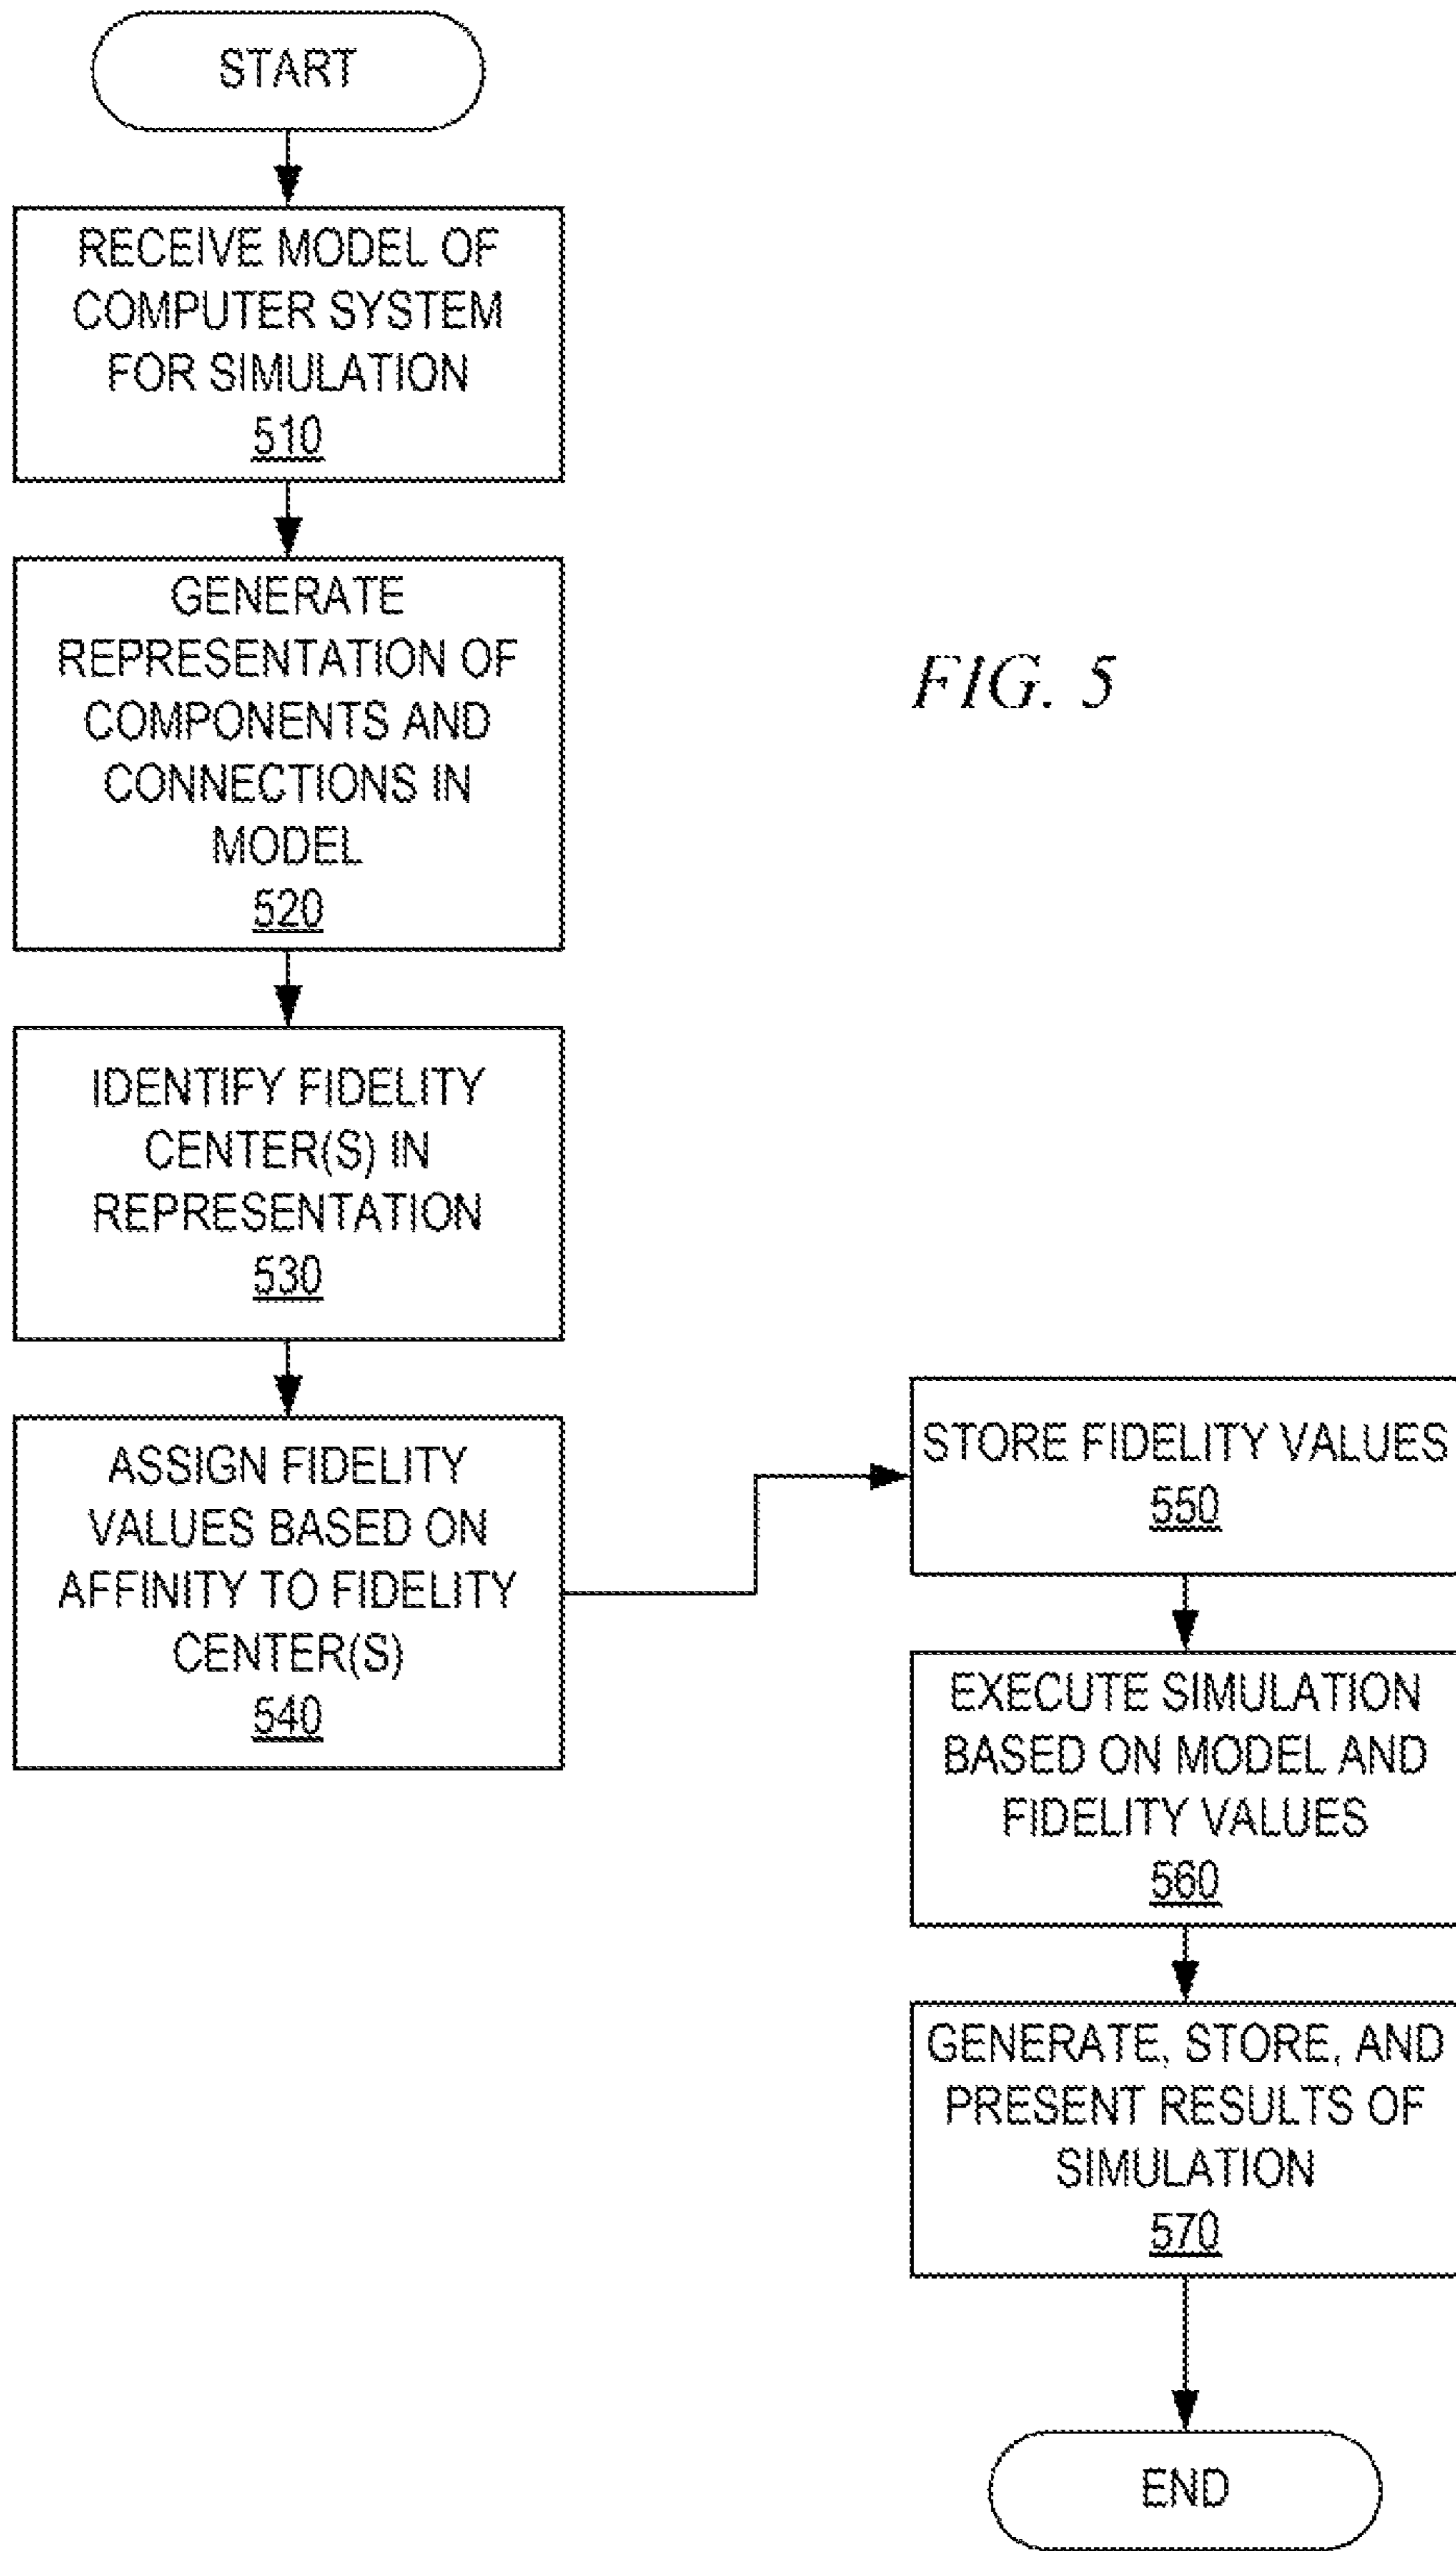 START
RECEIVE MODEL OF
COMPUTER SYSTEM
FOR SIMULATION
510
GENERATE
REPRESENTATION OF
COMPONENTS AND
CONNECTIONS IN
MODEL
520
FIG. 5
IDENTIFY FIDELITY
CENTER(S) IN
REPRESENTATION
530
ASSIGN FIDELITY
VALUES BASED ON
AFFINITY TO FIDELITY
CENTER(S)
540
STORE FIDELITY VALUES
550
EXECUTE SIMULATION
BASED ON MODEL AND
FIDELITY VALUES
560
GENERATE, STORE, AND
PRESENT RESULTS OF
SIMULATION
570
END